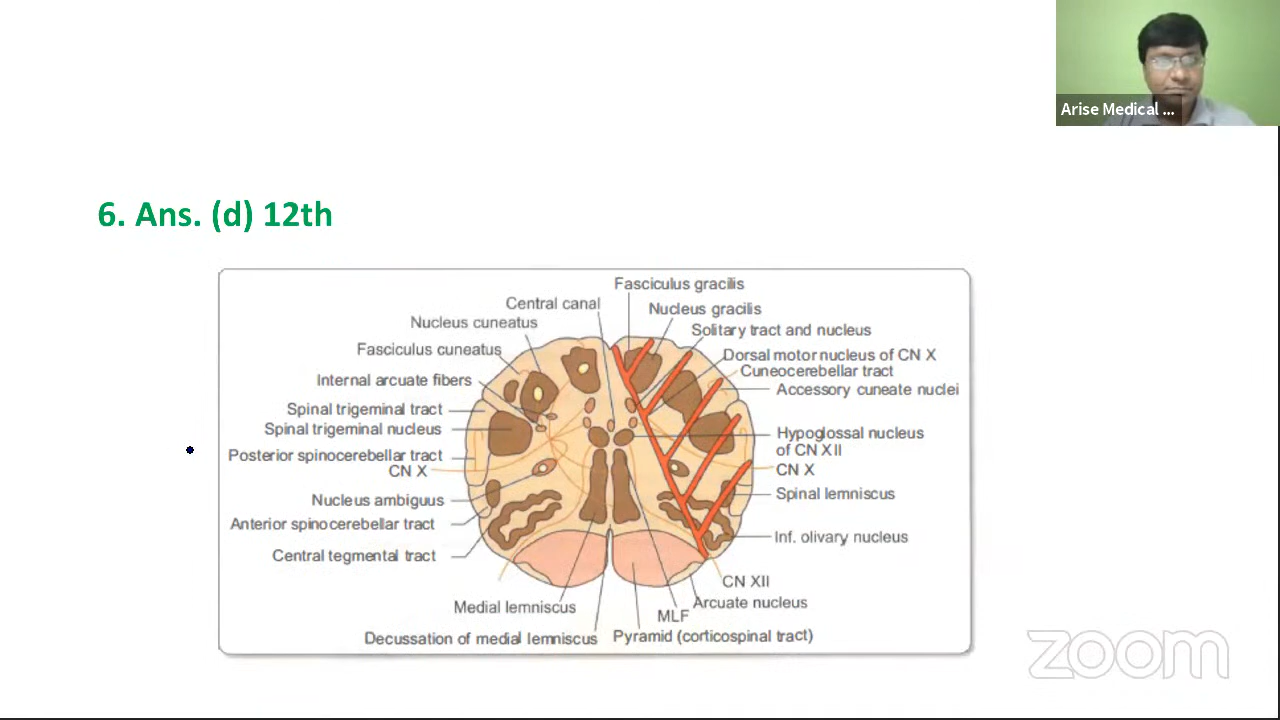 Arise Medical ...
6. Ans. (d) 12th
Fasciculus gracilis
Central canal
Nucleus gracilis
Nucleus cuneatus
Solitary tract and nucleus
Fasciculus cuneatus
Dorsal motor nucleus of CN X
Cuneocerebellar tract
Internal arcuate fibers
Accessory cuneate nuclei
Spinal trigeminal tract
Spinal trigeminal nucleus
Hypoglossal nucleus
of CN XII
Posterior spinocerebellar tract
CN X
CN X
Nucleus ambiguus
Spinal lemniscus
Anterior spinocerebellar tract
Inf. olivary nucleus
Central tegmental tract
CN XII
Medial lemniscus
Arcuate nucleus
MLF
Decussation of medial lemniscus
Pyramid (corticospinal tract)
zoom